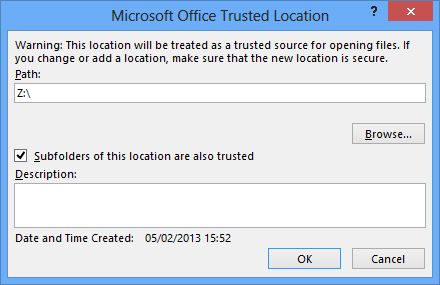 Microsoft Office Trusted Location
?
Warning: This location will be treated as a trusted source for opening files. If
you change or add a location, make sure that the new location is secure.
Path:
Z:\
Browse...
Subfolders of this location are also trusted
Description:
Date and Time Created: 05/02/2013 15:52
OK Cancel